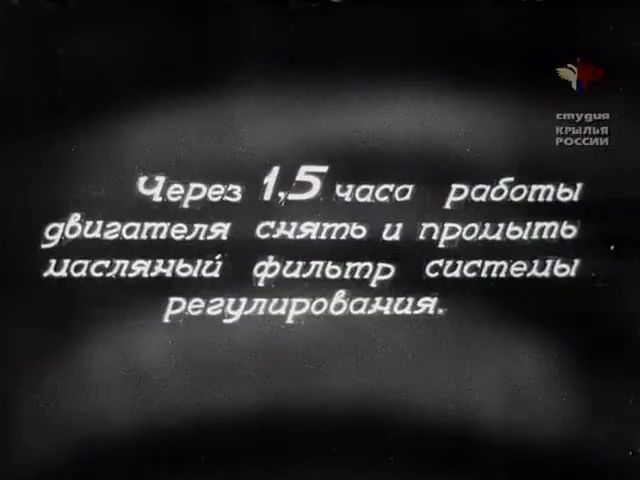 студия
КРЫЛЬЯ
РОССИИ
Через 1,5 часа работы
двигателя снять и промыть
масляный фильтр системы
регулирования.